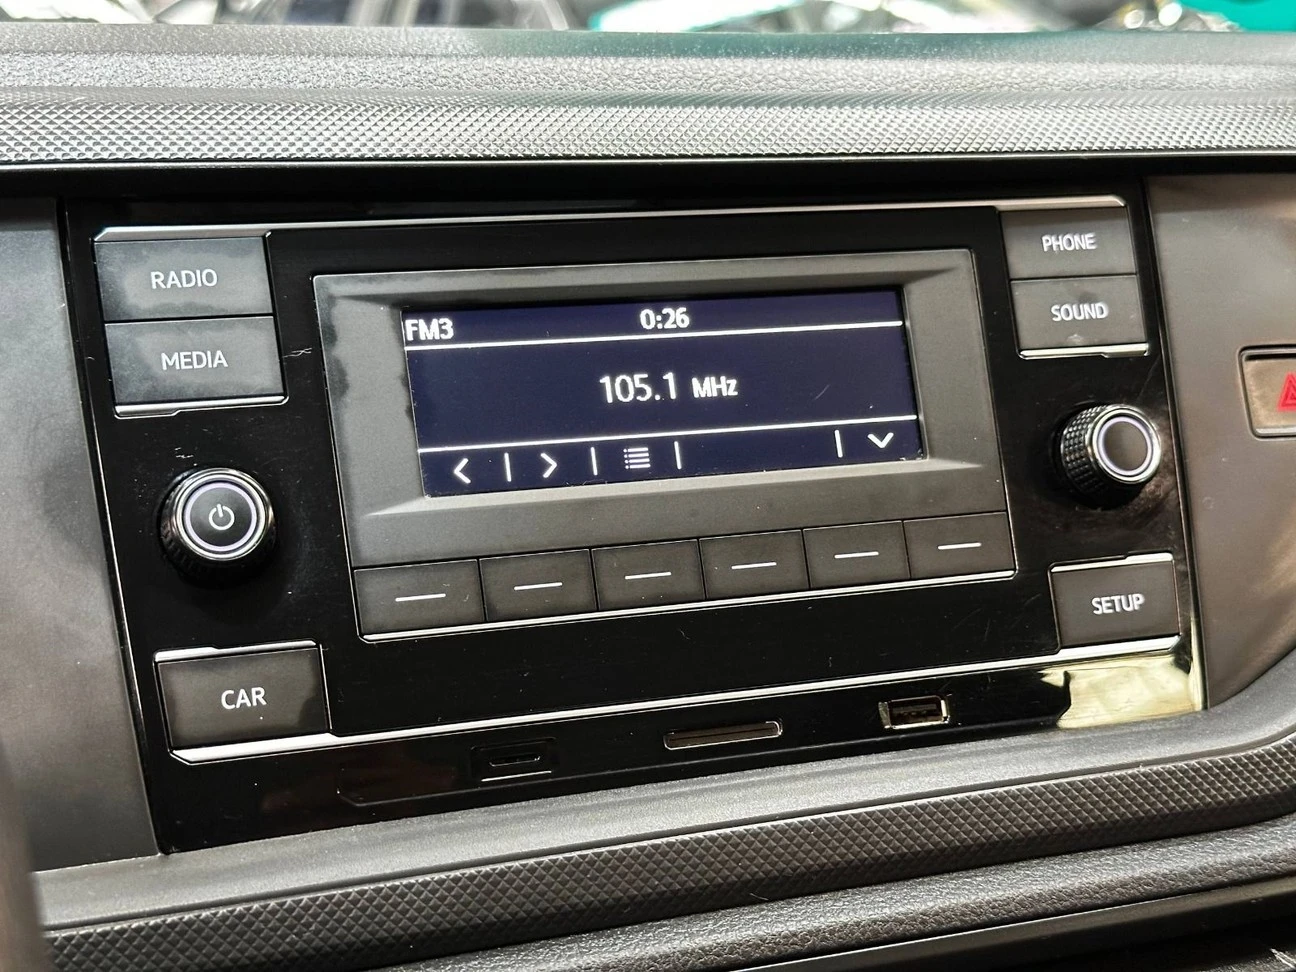 RADIO
MEDIA
FM3 0:26
105.1 MHz
PHONE
SOUND
CAR
SETUP